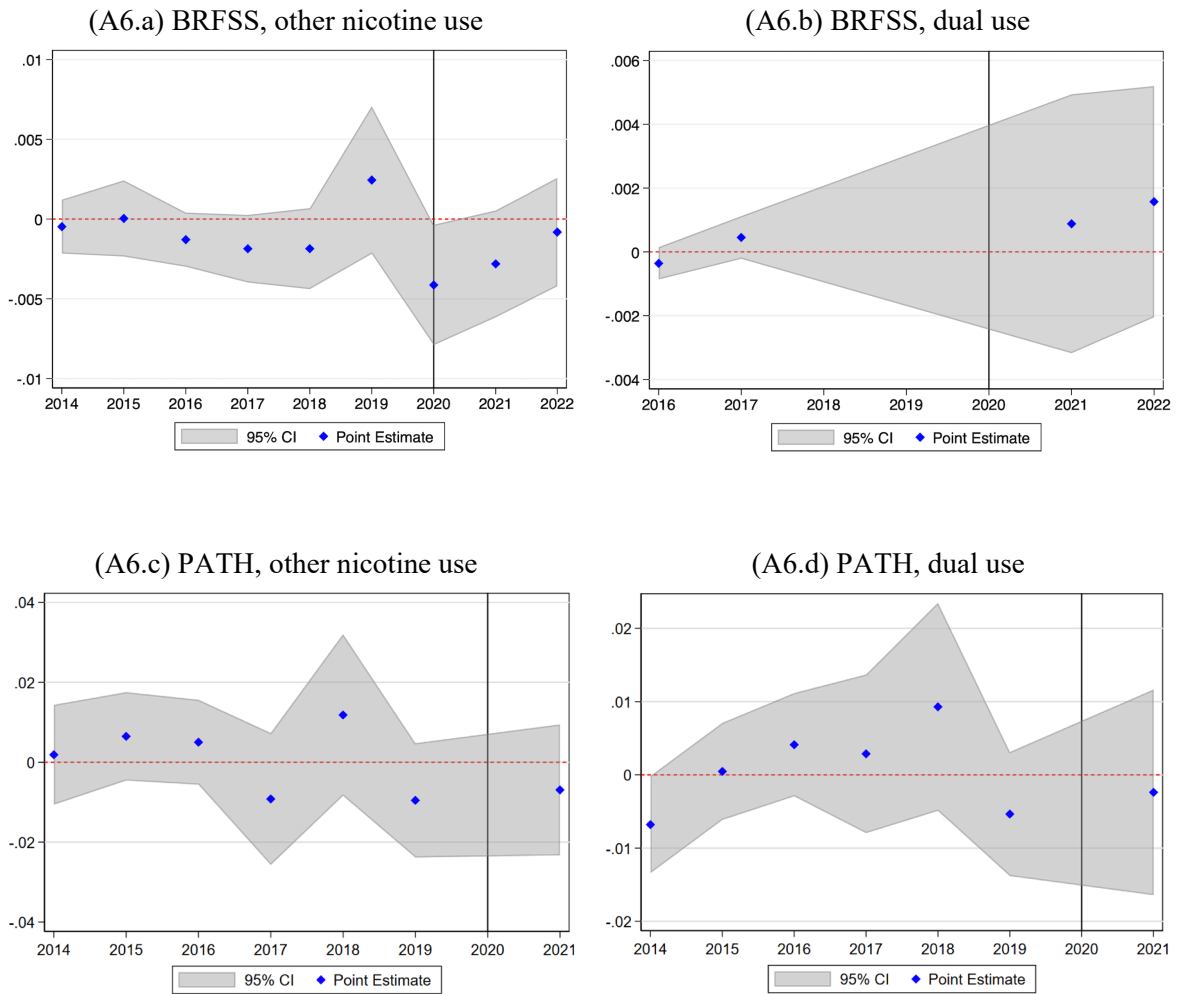 (A6.a) BRFSS, other nicotine use
.01
.005
0
-.005
-.01
2014 2015 2016 2017 2018 2019 2020 2021 2022
95% CI Point Estimate
(A6.b) BRFSS, dual use
.006
.004
.002
0
-.002
-.004
2016 2017 2018 2019 2020 2021 2022
95% CI Point Estimate
(A6.c) PATH, other nicotine use
.04
.02
0
-.02
-.04
2014 2015 2016 2017 2018 2019 2020 2021
95% CI Point Estimate
(A6.d) PATH, dual use
.02
.01
0
-.01
-.02
2014 2015 2016 2017 2018 2019 2020 2021
95% CI Point Estimate